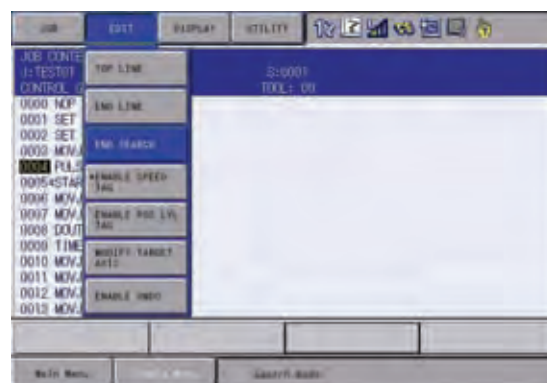 JOB
EDIT
DISPLAY
UTILITY
JOB CONTE
J:TEST01
S:0001
CONTROL G
TOOL: 00
TOP LINE
END LINE
END SEARCH
*ENABLE SPEED
TAG
ENABLE POS LVL
TAG
MODIFY TARGET
AXIS
ENABLE UNDO
0000 NOP
0001 SET
0002 SET
0003 MOVJ
0004 PULS
0005*STAR
0006 MOVJ
0007 MOVJ
0008 DOUT
0009 TIME
0010 MOVJ
0011 MOVJ
0012 MOVJ
0013 MOVJ
Main Menu